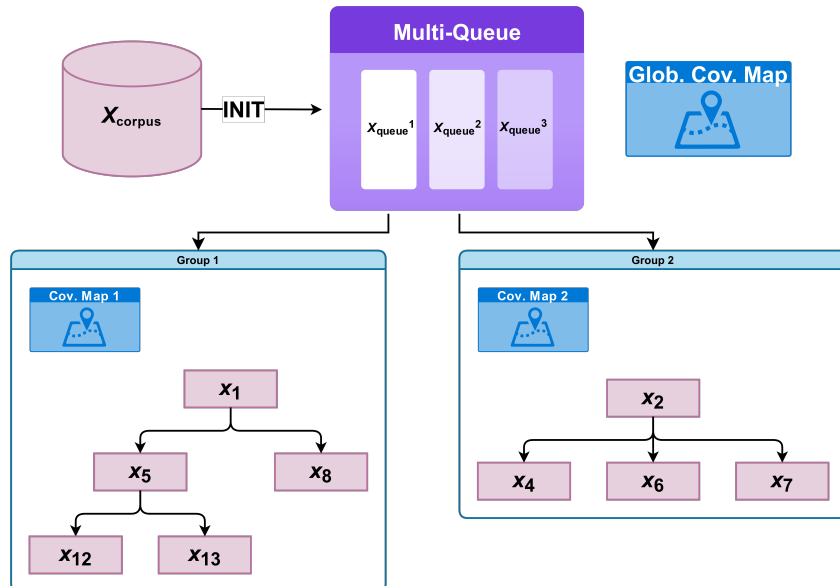 Multi-Queue
Glob. Cov. Map
X_corpus
INIT
x_queue^1
x_queue^2
x_queue^3
Group 1
Group 2
Cov. Map 1
Cov. Map 2
x_1
x_2
x_5
x_8
x_4
x_6
x_7
x_12
x_13